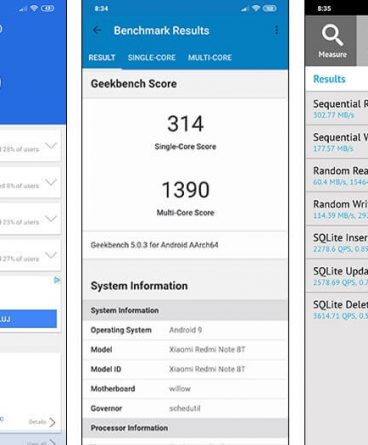 d 28% of users
d 8% of users
d 23% of users
d 27% of users
UJ
Details
8:34
Benchmark Results
RESULT SINGLE-CORE MULTI-CORE
Geekbench Score
314
Single-Core Score
1390
Multi-Core Score
Geekbench 5.0.3 for Android AArch64
System Information
System Information
Operating System Android 9
Model Xiaomi Redmi Note 8T
Model ID Xiaomi Redmi Note 8T
Motherboard willow
Governor schedutil
Processor Information
8:35
Measure
Results
Sequential R
302.77 MB/s
Sequential W
177.57 MB/s
Random Rea
60.4 MB/s, 1546
Random Wri
114.39 MB/s, 29
SQLite Inser
2278.6 QPS, 0.8
SQLite Upda
2578.69 QPS, 0.
SQLite Delet
3614.71 QPS, 0.